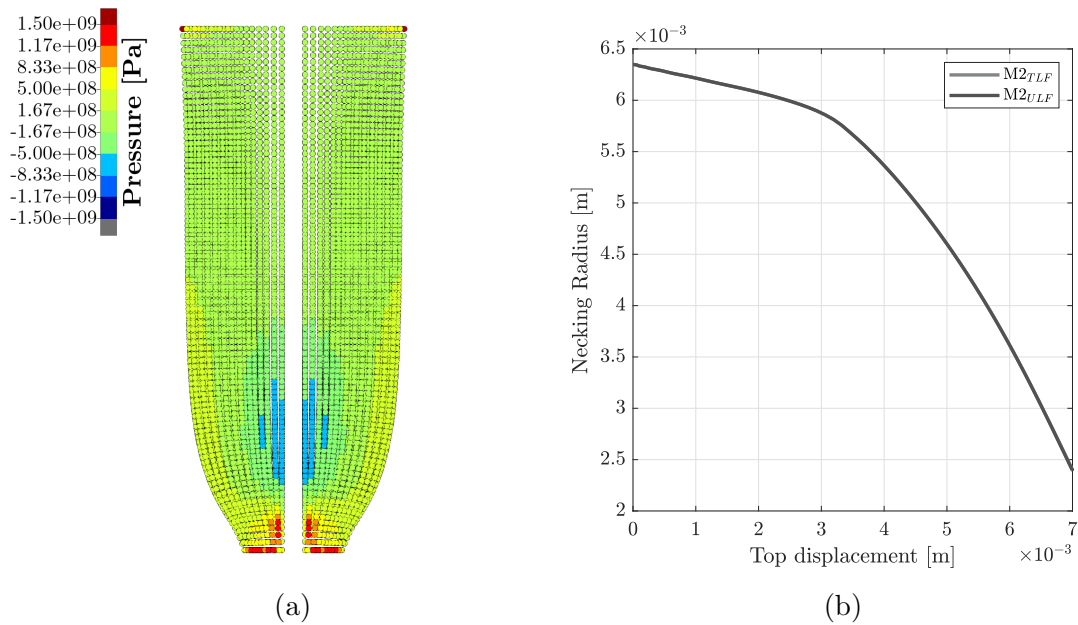 1.50e+09
1.17e+09
8.33e+08
5.00e+08
1.67e+08
-1.67e+08
-5.00e+08
-8.33e+08
-1.17e+09
-1.50e+09
Pressure [Pa]
(a)
×10⁻³
6.5
6
5.5
5
4.5
4
3.5
3
2.5
2
Necking Radius [m]
M2_TLF
M2_ULF
0 1 2 3 4 5 6 7
Top displacement [m] ×10⁻³
(b)